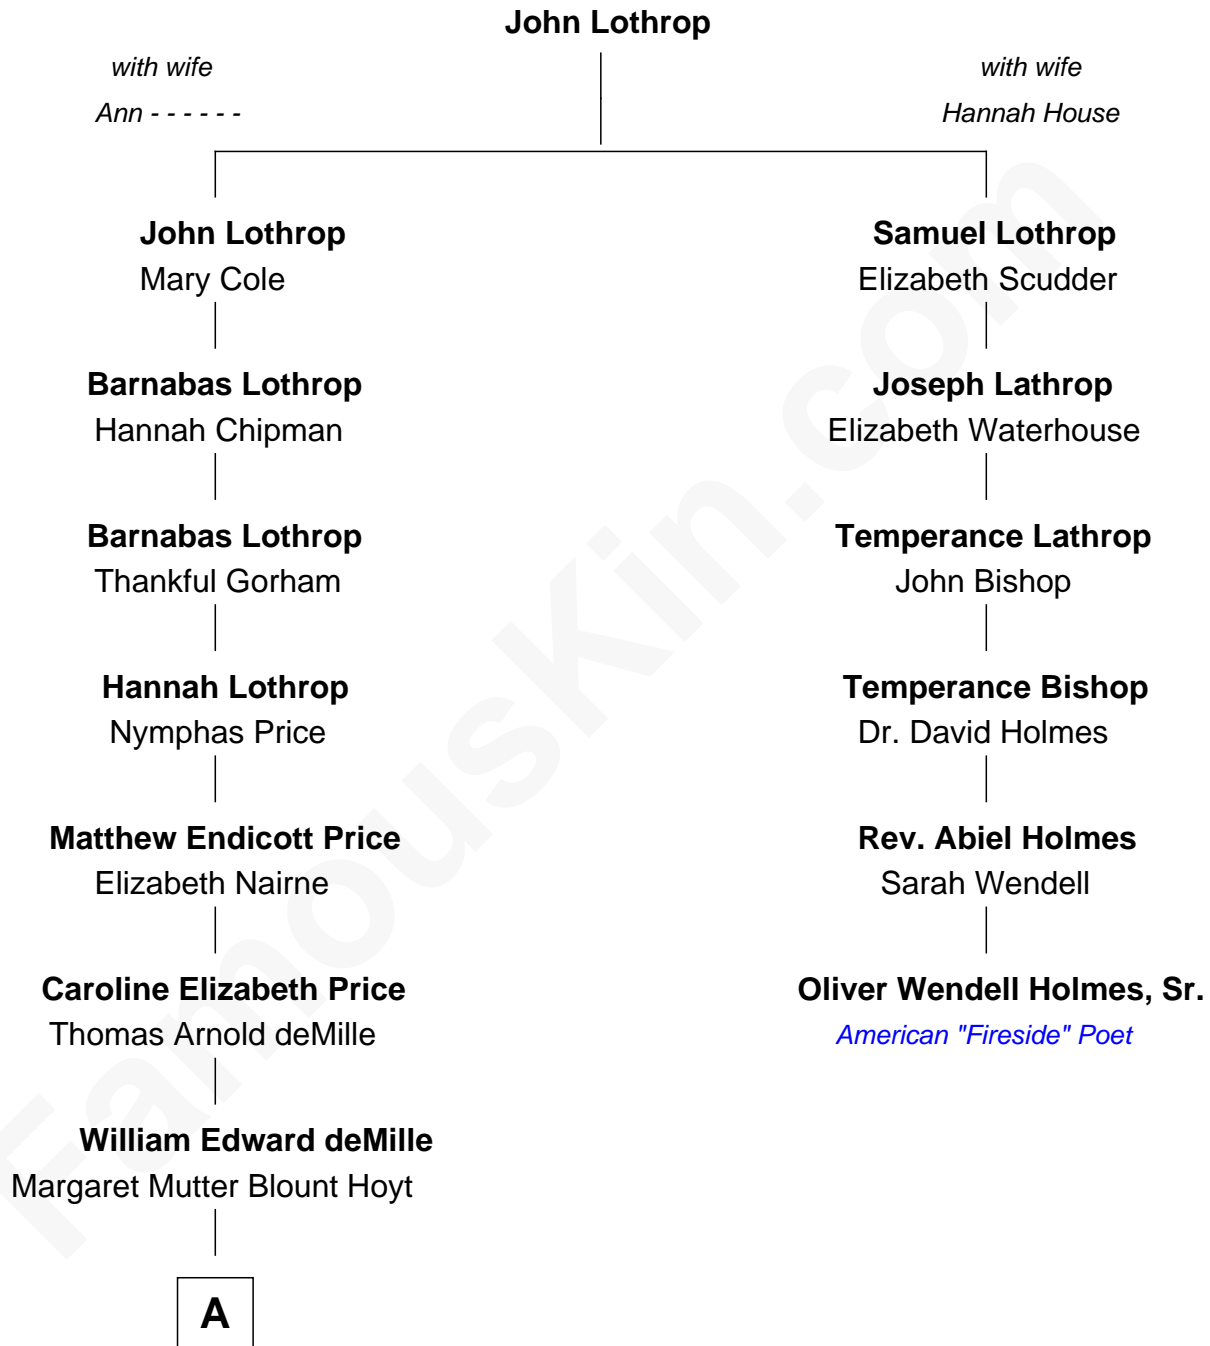 John Lothrop
with wife
Ann - - - - - -
with wife
Hannah House
John Lothrop
Mary Cole
Barnabas Lothrop
Hannah Chipman
Barnabas Lothrop
Thankful Gorham
Hannah Lothrop
Nymphas Price
Matthew Endicott Price
Elizabeth Nairne
Caroline Elizabeth Price
Thomas Arnold deMille
William Edward deMille
Margaret Mutter Blount Hoyt
A
Samuel Lothrop
Elizabeth Scudder
Joseph Lathrop
Elizabeth Waterhouse
Temperance Lathrop
John Bishop
Temperance Bishop
Dr. David Holmes
Rev. Abiel Holmes
Sarah Wendell
Oliver Wendell Holmes, Sr.
American "Fireside" Poet
FamousKin.com